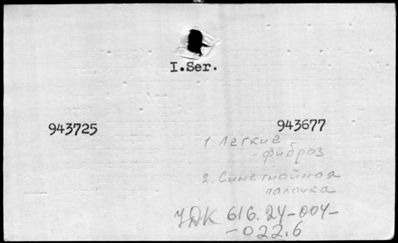 I.Ser.
943725 943677
1. Легкие
- фиброз
2. Синегнойная
палочка
УДК 616.24-004-
-022.6